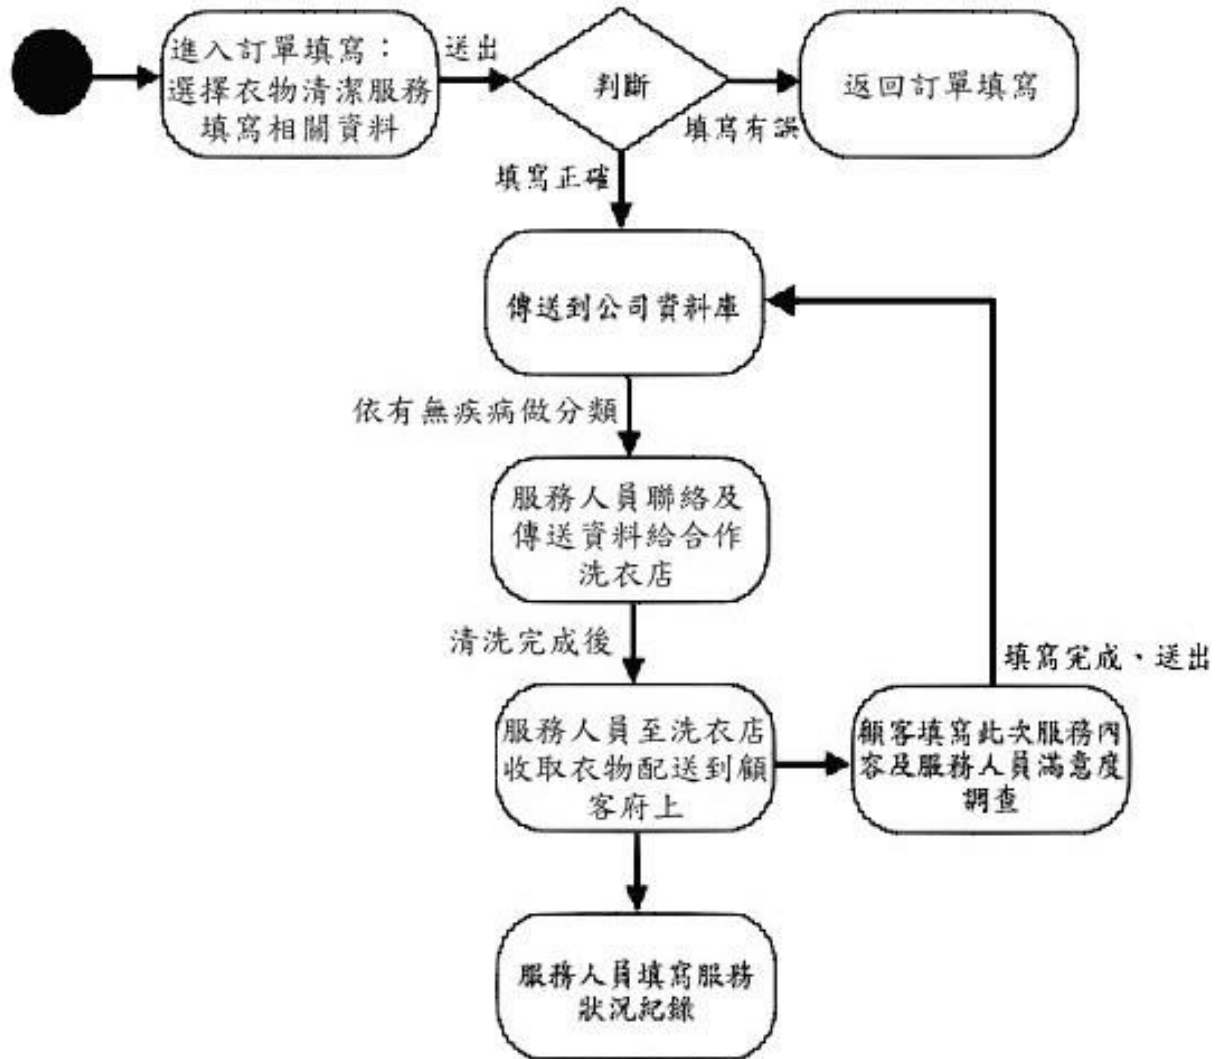 進入訂單填寫：
選擇衣物清潔服務
填寫相關資料
送出
判斷
填寫有誤
返回訂單填寫
填寫正確
傳送到公司資料庫
依有無疾病做分類
服務人員聯絡及
傳送資料給合作
洗衣店
清洗完成後
服務人員至洗衣店
收取衣物配送到顧
客府上
填寫完成、送出
顧客填寫此次服務內
容及服務人員滿意度
調查
服務人員填寫服務
狀況紀錄